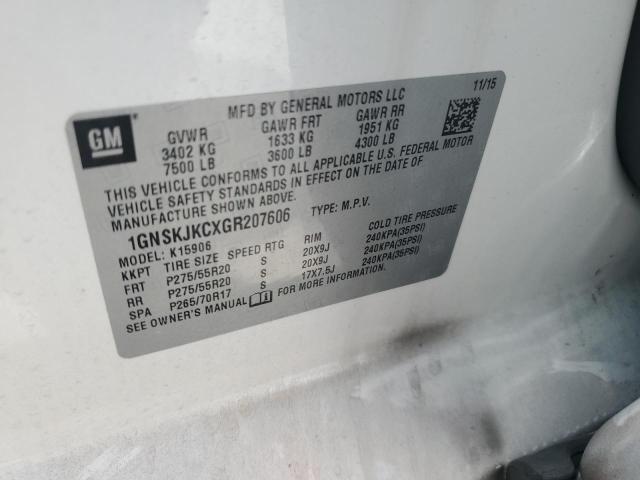 GM
MFD BY GENERAL MOTORS LLC 11/15
GVWR GAWR FRT GAWR RR
3402 KG 1633 KG 1951 KG
7500 LB 3600 LB 4300 LB
THIS VEHICLE CONFORMS TO ALL APPLICABLE U.S. FEDERAL MOTOR
VEHICLE SAFETY STANDARDS IN EFFECT ON THE DATE OF
MANUFACTURE SHOWN ABOVE.
1GNSKJKCXGR207606 TYPE: M.P.V.
MODEL: K15906
KKPT TIRE SIZE SPEED RTG RIM COLD TIRE PRESSURE
FRT P275/55R20 S 20X9J 240KPA(35PSI)
RR P275/55R20 S 20X9J 240KPA(35PSI)
SPA P265/70R17 S 17X7.5J 240KPA(35PSI)
SEE OWNER'S MANUAL FOR MORE INFORMATION.